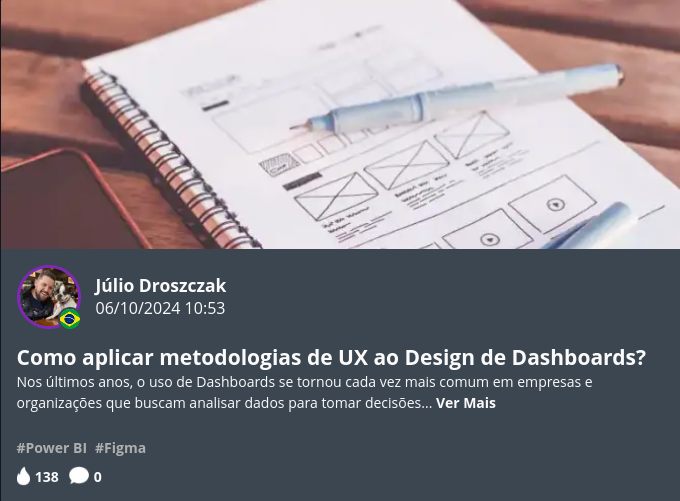 Júlio Droszczak
06/10/2024 10:53
Como aplicar metodologias de UX ao Design de Dashboards?
Nos últimos anos, o uso de Dashboards se tornou cada vez mais comum em empresas e
organizações que buscam analisar dados para tomar decisões... Ver Mais
#Power BI #Figma
138 0